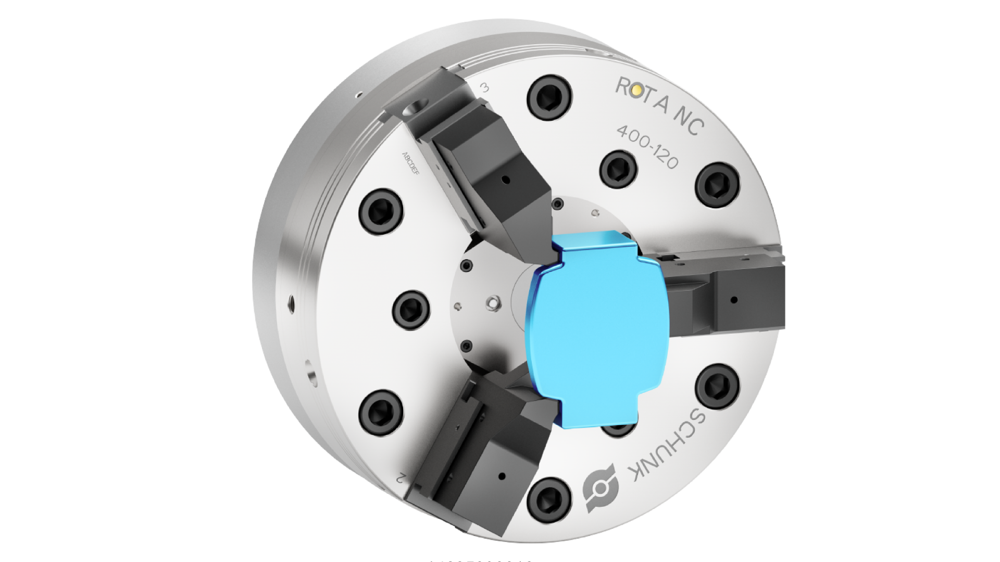 ROTA NC
400-120
3
ABCDEF
2
SCHUNK